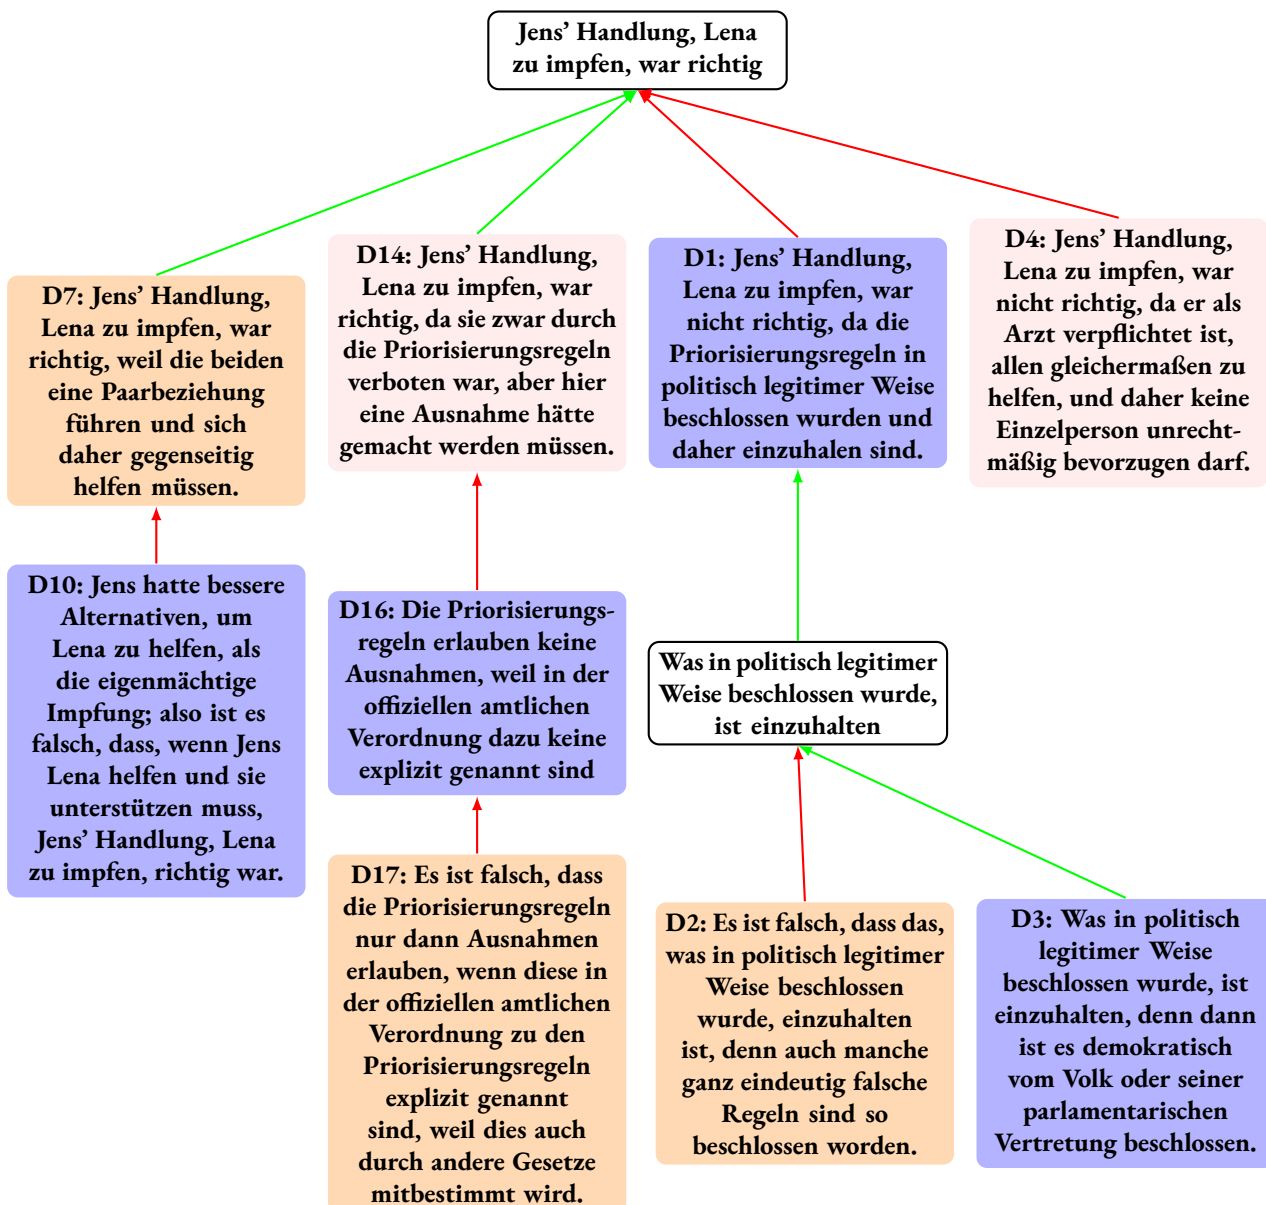 Jens’ Handlung, Lena
zu impfen, war richtig
D7: Jens’ Handlung,
Lena zu impfen, war
richtig, weil die beiden
eine Paarbeziehung
führen und sich
daher gegenseitig
helfen müssen.
D14: Jens’ Handlung,
Lena zu impfen, war
richtig, da sie zwar durch
die Priorisierungsregeln
verboten war, aber hier
eine Ausnahme hätte
gemacht werden müssen.
D1: Jens’ Handlung,
Lena zu impfen, war
nicht richtig, da die
Priorisierungsregeln in
politisch legitimer Weise
beschlossen wurden und
daher einzuhalen sind.
D4: Jens’ Handlung,
Lena zu impfen, war
nicht richtig, da er als
Arzt verpflichtet ist,
allen gleichermaßen zu
helfen, und daher keine
Einzelperson unrecht-
mäßig bevorzugen darf.
D10: Jens hatte bessere
Alternativen, um
Lena zu helfen, als
die eigenmächtige
Impfung; also ist es
falsch, dass, wenn Jens
Lena helfen und sie
unterstützen muss,
Jens’ Handlung, Lena
zu impfen, richtig war.
D16: Die Priorisierungs-
regeln erlauben keine
Ausnahmen, weil in der
offiziellen amtlichen
Verordnung dazu keine
explizit genannt sind
Was in politisch legitimer
Weise beschlossen wurde,
ist einzuhalten
D17: Es ist falsch, dass
die Priorisierungsregeln
nur dann Ausnahmen
erlauben, wenn diese in
der offiziellen amtlichen
Verordnung zu den
Priorisierungsregeln
explizit genannt
sind, weil dies auch
durch andere Gesetze
mitbestimmt wird.
D2: Es ist falsch, dass das,
was in politisch legitimer
Weise beschlossen
wurde, einzuhalten
ist, denn auch manche
ganz eindeutig falsche
Regeln sind so
beschlossen worden.
D3: Was in politisch
legitimer Weise
beschlossen wurde, ist
einzuhalten, denn dann
ist es demokratisch
vom Volk oder seiner
parlamentarischen
Vertretung beschlossen.